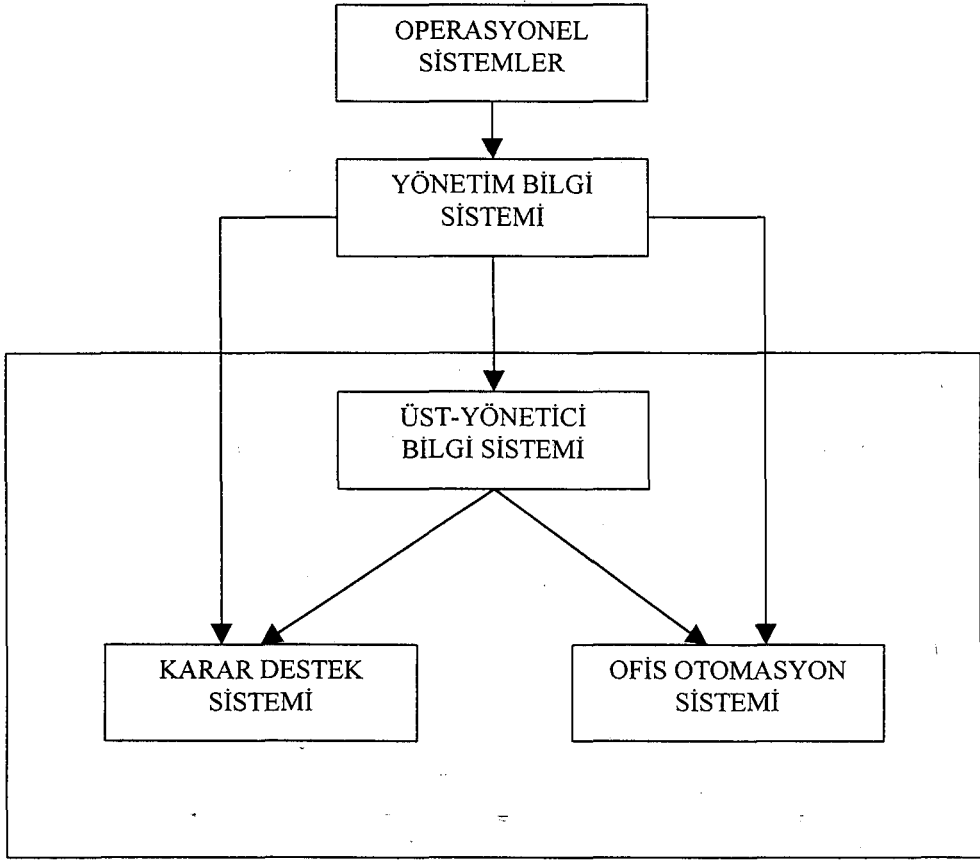 OPERASYONEL
SİSTEMLER
YÖNETİM BİLGİ
SİSTEMİ
ÜST-YÖNETİCİ
BİLGİ SİSTEMİ
KARAR DESTEK
SİSTEMİ
OFİS OTOMASYON
SİSTEMİ